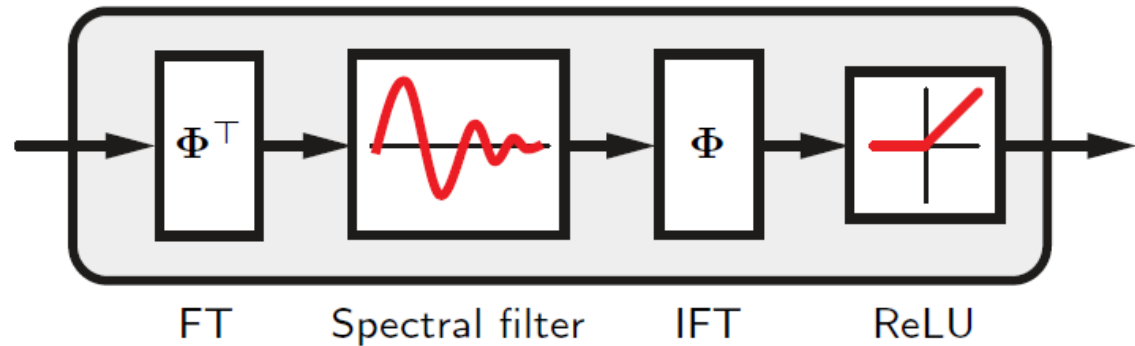 Φ⊤ Φ
FT Spectral filter IFT ReLU